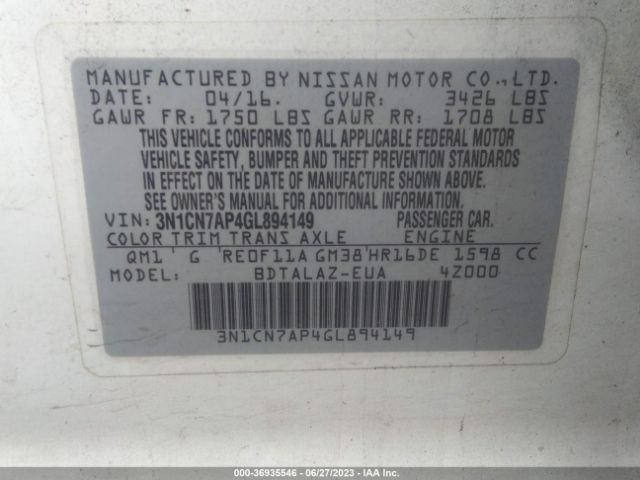 MANUFACTURED BY NISSAN MOTOR CO.,LTD.
DATE: 04/16. GVWR: 3426 LBS
GAWR FR: 1750 LBS GAWR RR: 1708 LBS
THIS VEHICLE CONFORMS TO ALL APPLICABLE FEDERAL MOTOR
VEHICLE SAFETY, BUMPER AND THEFT PREVENTION STANDARDS
IN EFFECT ON THE DATE OF MANUFACTURE SHOWN ABOVE.
SEE OWNER'S MANUAL FOR ADDITIONAL INFORMATION.
VIN: 3N1CN7AP4GL894149 PASSENGER CAR.
COLOR TRIM TRANS AXLE ENGINE
QM1 G RE0F11A GM38 HR16DE 1598 CC
MODEL: BDTALAZ-EUA 4Z000
3N1CN7AP4GL894149
000-36935546 - 06/27/2023 - IAA Inc.